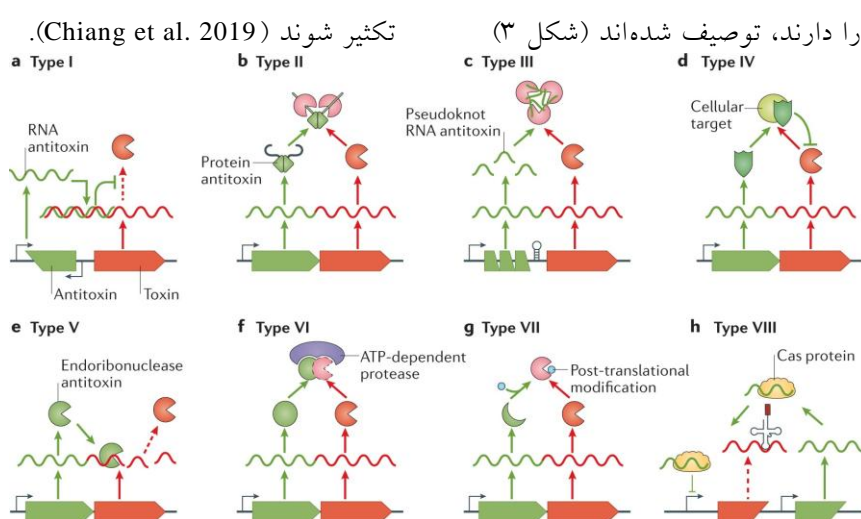 را دارند، توصیف شده‌اند (شکل ۳)
تکثیر شوند (Chiang et al. 2019).
a Type I
RNA
antitoxin
Antitoxin
Toxin
b Type II
Protein
antitoxin
c Type III
Pseudoknot
RNA antitoxin
d Type IV
Cellular
target
e Type V
Endoribonuclease
antitoxin
f Type VI
ATP-dependent
protease
g Type VII
Post-translational
modification
h Type VIII
Cas protein